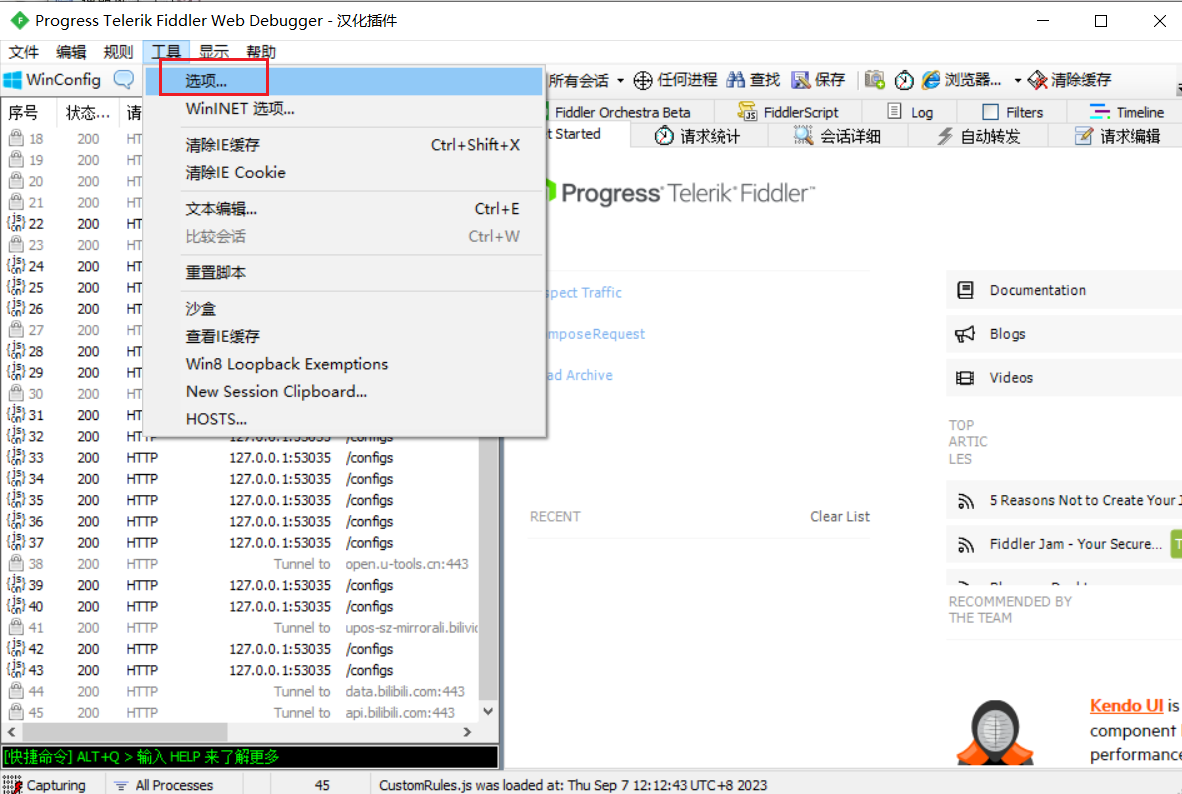 Progress Telerik Fiddler Web Debugger - 汉化插件
文件 编辑 规则 工具 显示 帮助
WinConfig 所有会话 任何进程 查找 保存 浏览器... 清除缓存
选项...
WinINET 选项...
清除IE缓存 Ctrl+Shift+X
清除IE Cookie
文本编辑... Ctrl+E
比较会话 Ctrl+W
重置脚本
沙盒
查看IE缓存
Win8 Loopback Exemptions
New Session Clipboard...
HOSTS...
序号 状态... 请
18 200 HT
19 200 HT
20 200 HT
21 200 HT
22 200 HT
23 200 HT
24 200 HT
25 200 HT
26 200 HT
27 200 HT
28 200 HT
29 200 HT
30 200 HT
31 200 HT
32 200 HTTP 127.0.0.1:53035 /configs
33 200 HTTP 127.0.0.1:53035 /configs
34 200 HTTP 127.0.0.1:53035 /configs
35 200 HTTP 127.0.0.1:53035 /configs
36 200 HTTP 127.0.0.1:53035 /configs
37 200 HTTP 127.0.0.1:53035 /configs
38 200 HTTP Tunnel to open.u-tools.cn:443
39 200 HTTP 127.0.0.1:53035 /configs
40 200 HTTP 127.0.0.1:53035 /configs
41 200 HTTP Tunnel to upos-sz-mirrorali.bilivic
42 200 HTTP 127.0.0.1:53035 /configs
43 200 HTTP 127.0.0.1:53035 /configs
44 200 HTTP Tunnel to data.bilibili.com:443
45 200 HTTP Tunnel to api.bilibili.com:443
[快捷命令] ALT+Q > 输入 HELP 来了解更多
Capturing All Processes 45 CustomRules.js was loaded at: Thu Sep 7 12:12:43 UTC+8 2023
Fiddler Orchestra Beta FiddlerScript Log Filters Timeline
t Started 请求统计 会话详细 自动转发 请求编辑
Progress Telerik Fiddler
spect Traffic
mpose Request
ad Archive
RECENT Clear List
Documentation
Blogs
Videos
TOP
ARTIC
LES
5 Reasons Not to Create Your J
Fiddler Jam - Your Secure... T
RECOMMENDED BY
THE TEAM
Kendo UI is
component l
performance